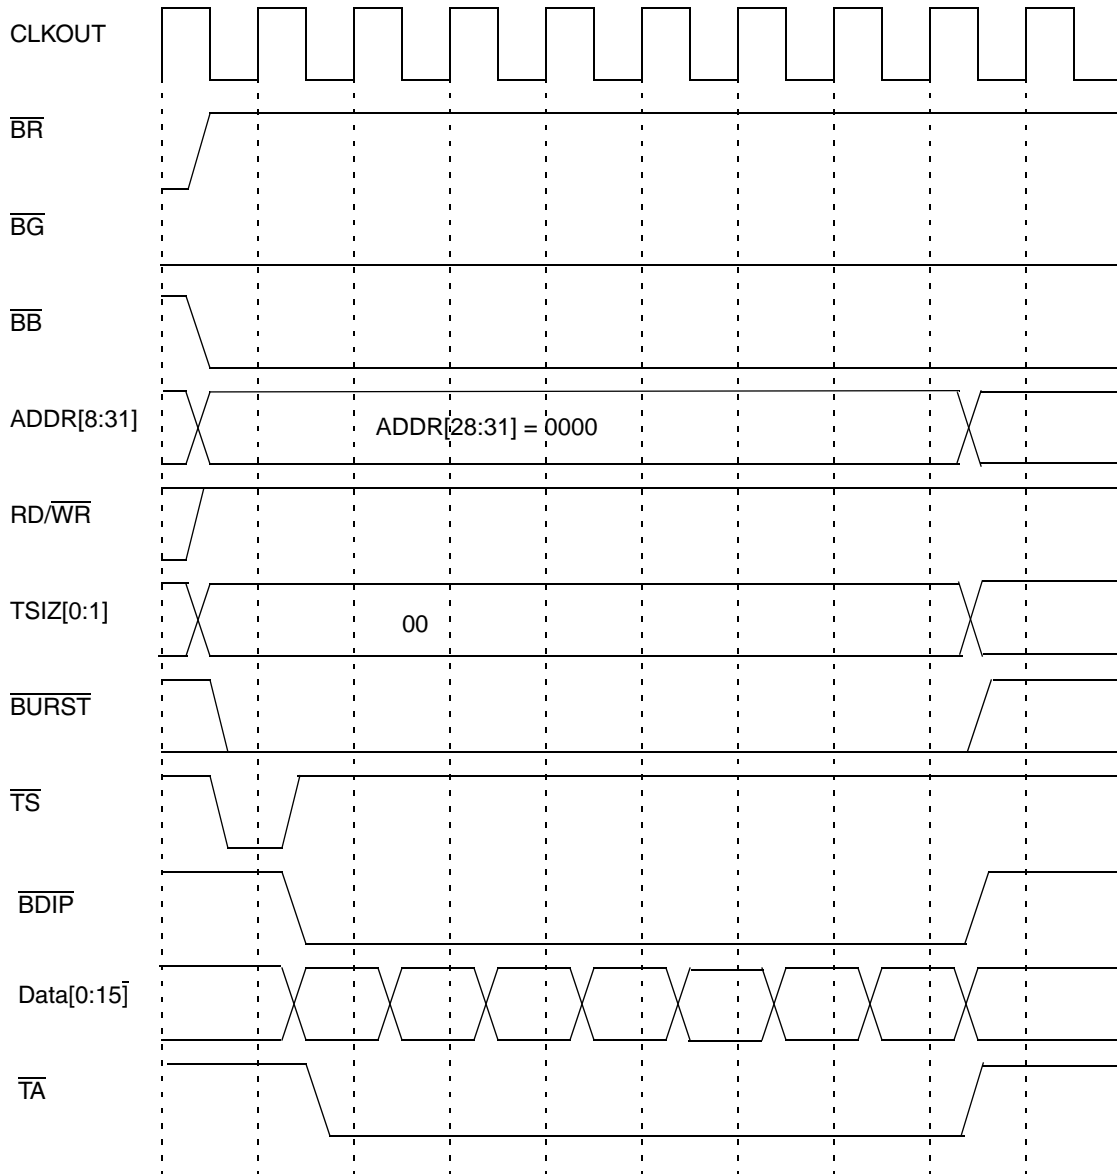 CLKOUT
BR
BG
BB
ADDR[8:31]
ADDR[28:31] = 0000
RD/WR
TSIZ[0:1]
00
BURST
TS
BDIP
Data[0:15]
TA